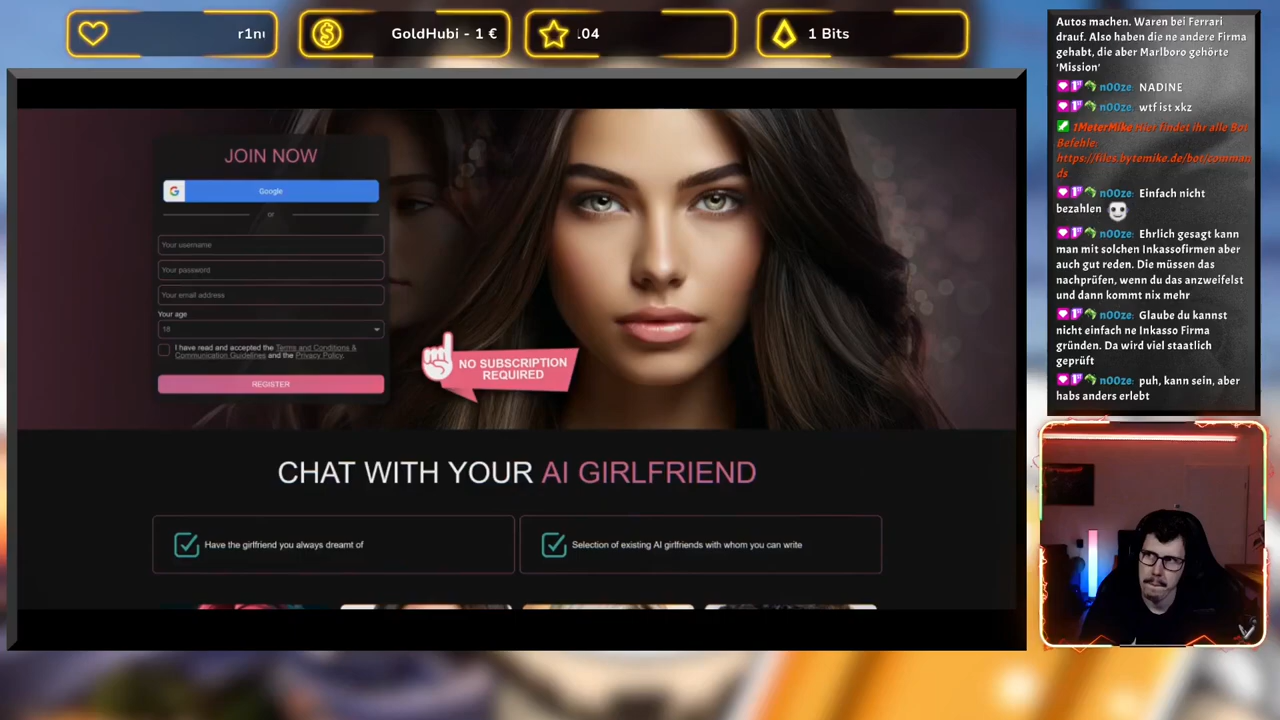 r1n
GoldHubi - 1 €
.04
1 Bits
JOIN NOW
Google
or
Your username
Your password
Your email address
Your age
18
I have read and accepted the Terms and Conditions &
Communication Guidelines and the Privacy Policy.
REGISTER
NO SUBSCRIPTION
REQUIRED
CHAT WITH YOUR AI GIRLFRIEND
Have the girlfriend you always dreamt of
Selection of existing AI girlfriends with whom you can write
Autos machen. Waren bei Ferrari
drauf. Also haben die ne andere Firma
gehabt, die aber Marlboro gehörte
'Mission'
n00ze: NADINE
n00ze: wtf ist xkz
1MeterMike Hier findet ihr alle Bot
Befehle:
https://files.bytemike.de/bot/comman
ds
n00ze: Einfach nicht
bezahlen
n00ze: Ehrlich gesagt kann
man mit solchen Inkassofirmen aber
auch gut reden. Die müssen das
nachprüfen, wenn du das anzweifelst
und dann kommt nix mehr
n00ze: Glaube du kannst
nicht einfach ne Inkasso Firma
gründen. Da wird viel staatlich
geprüft
n00ze: puh, kann sein, aber
habs anders erlebt